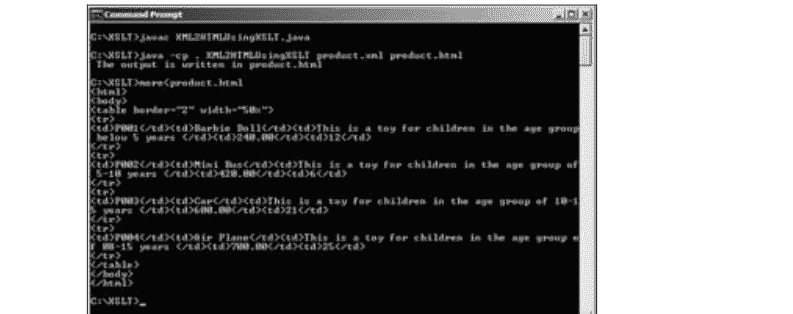 Command Prompt
C:\XSLT>javac XML2HTMLUsingXSLT.java
C:\XSLT>java -cp . XML2HTMLUsingXSLT product.xml product.html
The output is written in product.html
C:\XSLT>more<product.html
<html>
<body>
<table border="2" width="50%">
<tr>
<td>P001</td><td>Barbie Doll</td><td>This is a toy for children in the age group
below 5 years </td><td>240.00</td><td>12</td>
</tr>
<tr>
<td>P002</td><td>Mini Bus</td><td>This is a toy for children in the age group of
5-10 years </td><td>420.00</td><td>6</td>
</tr>
<tr>
<td>P003</td><td>Car</td><td>This is a toy for children in the age group of 10-1
5 years </td><td>600.00</td><td>21</td>
</tr>
<tr>
<td>P004</td><td>Air Plane</td><td>This is a toy for children in the age group o
f 08-15 years </td><td>700.00</td><td>25</td>
</tr>
</table>
</body>
</html>
C:\XSLT>_